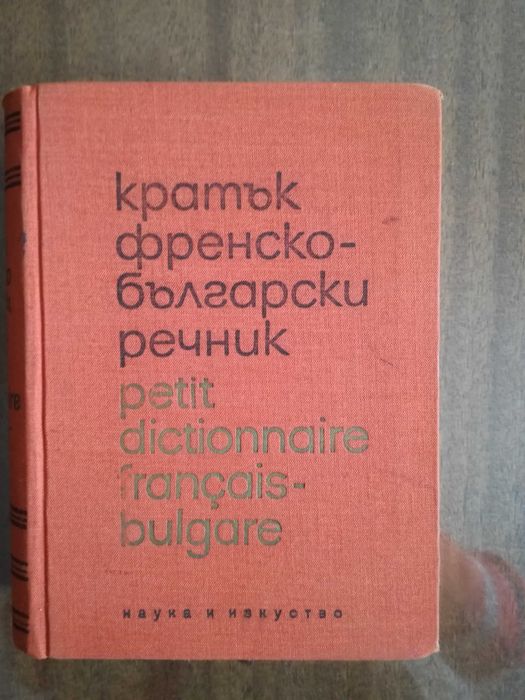 кратък
френско-
български
речник
petit
dictionnaire
français-
bulgare
наука и изкуство